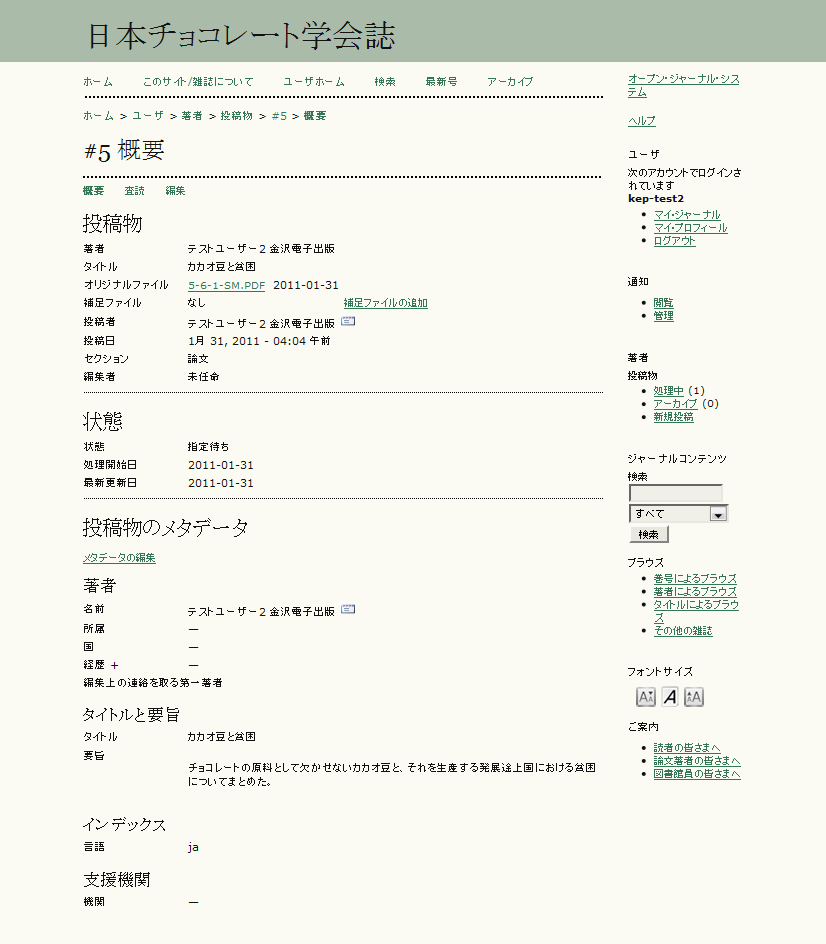 日本チョコレート学会誌
ホーム このサイト/雑誌について ユーザホーム 検索 最新号 アーカイブ
ホーム > ユーザ > 著者 > 投稿物 > #5 > 概要
#5 概要
概要 査読 編集
投稿物
著者 テストユーザー2 金沢電子出版
タイトル カカオ豆と貧困
オリジナルファイル 5-6-1-SM.PDF 2011-01-31
補足ファイル なし 補足ファイルの追加
投稿者 テストユーザー2 金沢電子出版
投稿日 1月 31, 2011 - 04:04 午前
セクション 論文
編集者 未任命
状態
状態 指定待ち
処理開始日 2011-01-31
最新更新日 2011-01-31
投稿物のメタデータ
メタデータの編集
著者
名前 テストユーザー2 金沢電子出版
所属 —
国 —
経歴 + —
編集上の連絡を取る第一著者
タイトルと要旨
タイトル カカオ豆と貧困
要旨
チョコレートの原料として欠かせないカカオ豆と、それを生産する発展途上国における貧困
についてまとめた。
インデックス
言語 ja
支援機関
機関 —
オープン・ジャーナル・シス
テム
ヘルプ
ユーザ
次のアカウントでログインさ
れています
kep-test2
マイ・ジャーナル
マイ・プロフィール
ログアウト
通知
閲覧
管理
著者
投稿物
処理中 (1)
アーカイブ (0)
新規投稿
ジャーナルコンテンツ
検索
すべて
検索
ブラウズ
巻号によるブラウズ
著者によるブラウズ
タイトルによるブラウ
ズ
その他の雑誌
フォントサイズ
AA A AA
ご案内
読者の皆さまへ
論文著者の皆さまへ
図書館員の皆さまへ